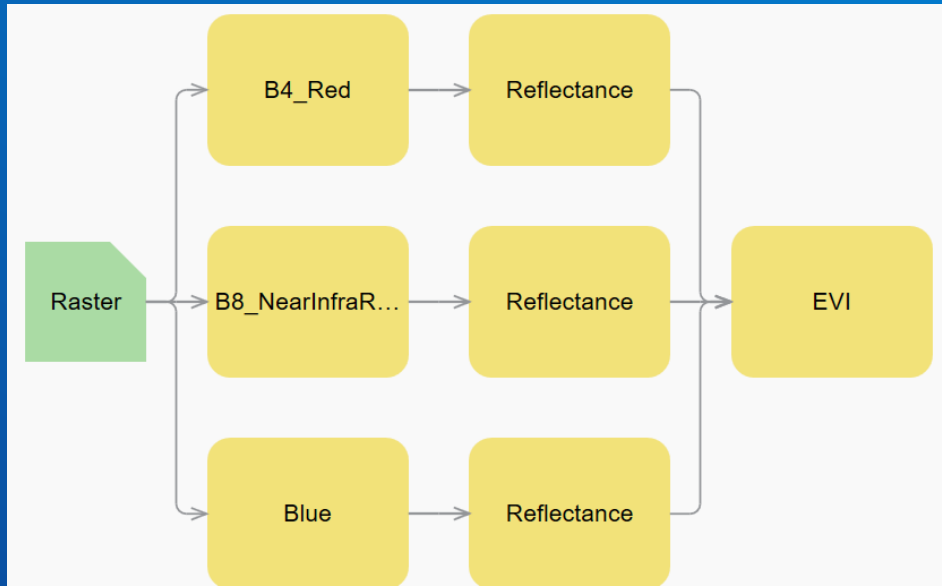 B4_Red
Reflectance
Raster
B8_NearInfraR...
Reflectance
EVI
Blue
Reflectance